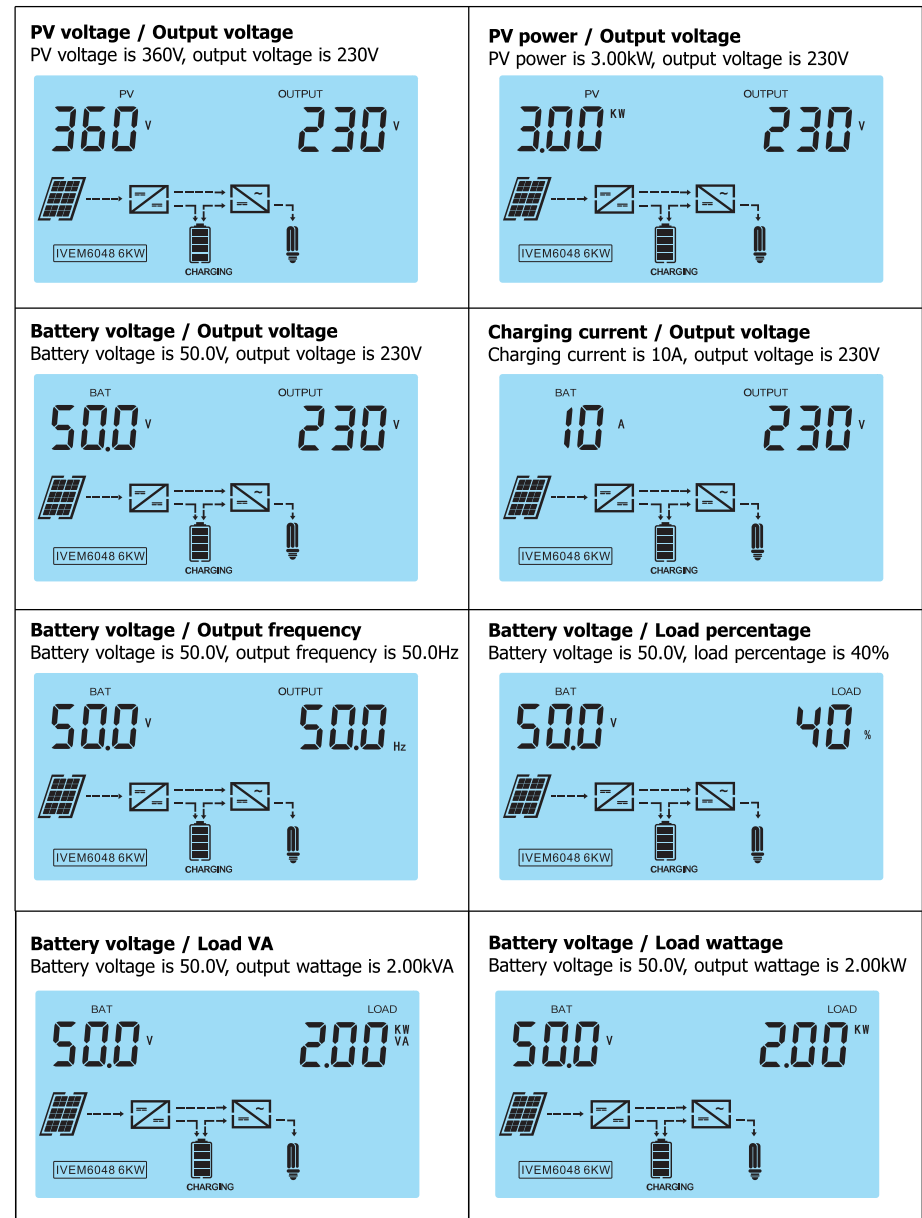 PV voltage / Output voltage
PV voltage is 360V, output voltage is 230V
PV
OUTPUT
360 V
230 V
IVEM6048 6KW
CHARGING
PV power / Output voltage
PV power is 3.00kW, output voltage is 230V
PV
OUTPUT
3.00 KW
230 V
IVEM6048 6KW
CHARGING
Battery voltage / Output voltage
Battery voltage is 50.0V, output voltage is 230V
BAT
OUTPUT
50.0 V
230 V
IVEM6048 6KW
CHARGING
Charging current / Output voltage
Charging current is 10A, output voltage is 230V
BAT
OUTPUT
10 A
230 V
IVEM6048 6KW
CHARGING
Battery voltage / Output frequency
Battery voltage is 50.0V, output frequency is 50.0Hz
BAT
OUTPUT
50.0 V
50.0 Hz
IVEM6048 6KW
CHARGING
Battery voltage / Load percentage
Battery voltage is 50.0V, load percentage is 40%
BAT
LOAD
50.0 V
40 %
IVEM6048 6KW
CHARGING
Battery voltage / Load VA
Battery voltage is 50.0V, output wattage is 2.00kVA
BAT
LOAD
50.0 V
2.00 KW
VA
IVEM6048 6KW
CHARGING
Battery voltage / Load wattage
Battery voltage is 50.0V, output wattage is 2.00kW
BAT
LOAD
50.0 V
2.00 KW
IVEM6048 6KW
CHARGING